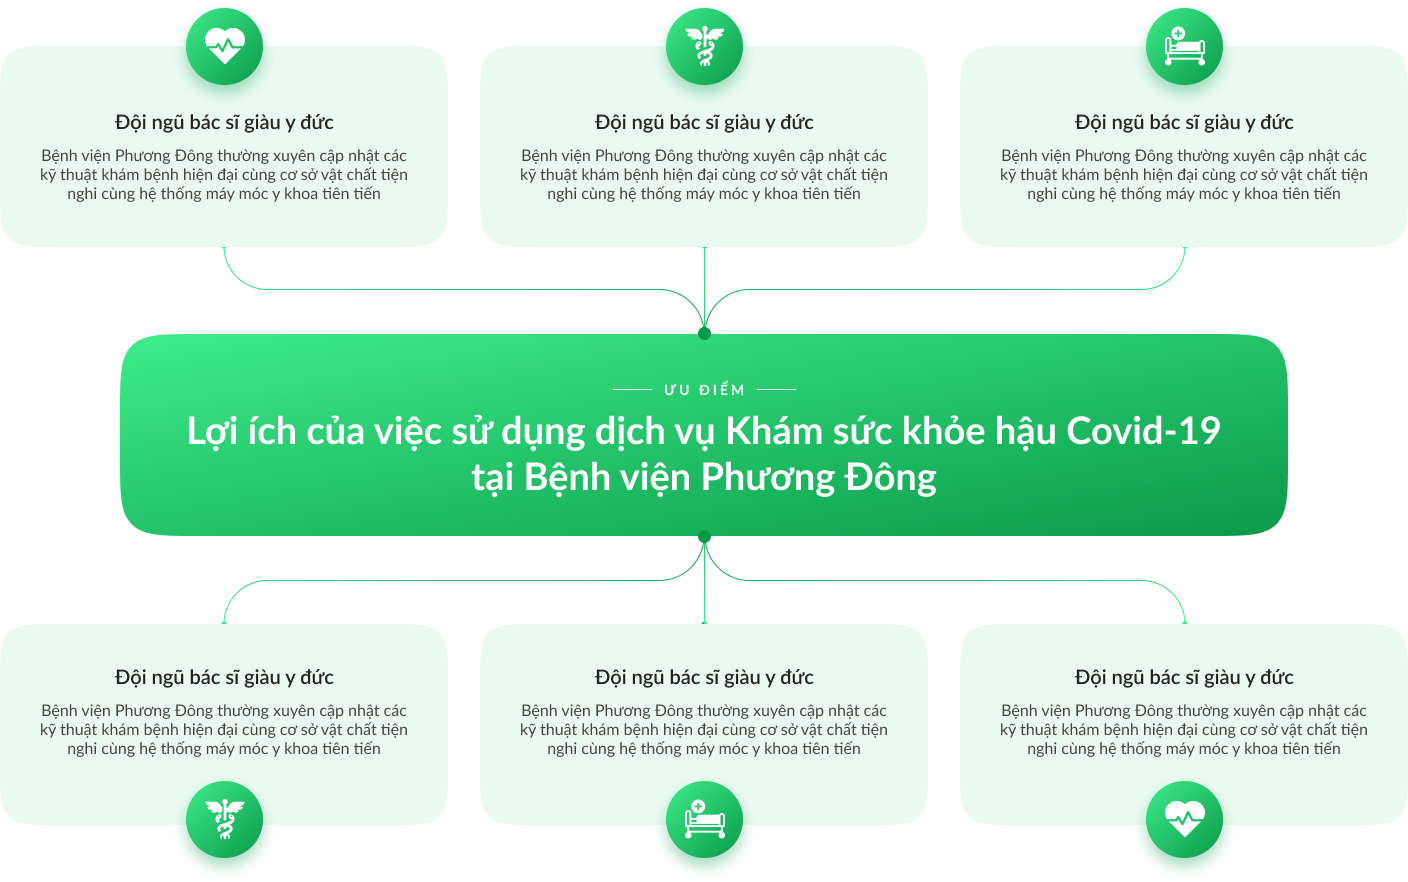 Đội ngũ bác sĩ giàu y đức
Bệnh viện Phương Đông thường xuyên cập nhật các
kỹ thuật khám bệnh hiện đại cùng cơ sở vật chất tiện
nghi cùng hệ thống máy móc y khoa tiên tiến
Đội ngũ bác sĩ giàu y đức
Bệnh viện Phương Đông thường xuyên cập nhật các
kỹ thuật khám bệnh hiện đại cùng cơ sở vật chất tiện
nghi cùng hệ thống máy móc y khoa tiên tiến
Đội ngũ bác sĩ giàu y đức
Bệnh viện Phương Đông thường xuyên cập nhật các
kỹ thuật khám bệnh hiện đại cùng cơ sở vật chất tiện
nghi cùng hệ thống máy móc y khoa tiên tiến
ƯU ĐIỂM
Lợi ích của việc sử dụng dịch vụ Khám sức khỏe hậu Covid-19
tại Bệnh viện Phương Đông
Đội ngũ bác sĩ giàu y đức
Bệnh viện Phương Đông thường xuyên cập nhật các
kỹ thuật khám bệnh hiện đại cùng cơ sở vật chất tiện
nghi cùng hệ thống máy móc y khoa tiên tiến
Đội ngũ bác sĩ giàu y đức
Bệnh viện Phương Đông thường xuyên cập nhật các
kỹ thuật khám bệnh hiện đại cùng cơ sở vật chất tiện
nghi cùng hệ thống máy móc y khoa tiên tiến
Đội ngũ bác sĩ giàu y đức
Bệnh viện Phương Đông thường xuyên cập nhật các
kỹ thuật khám bệnh hiện đại cùng cơ sở vật chất tiện
nghi cùng hệ thống máy móc y khoa tiên tiến